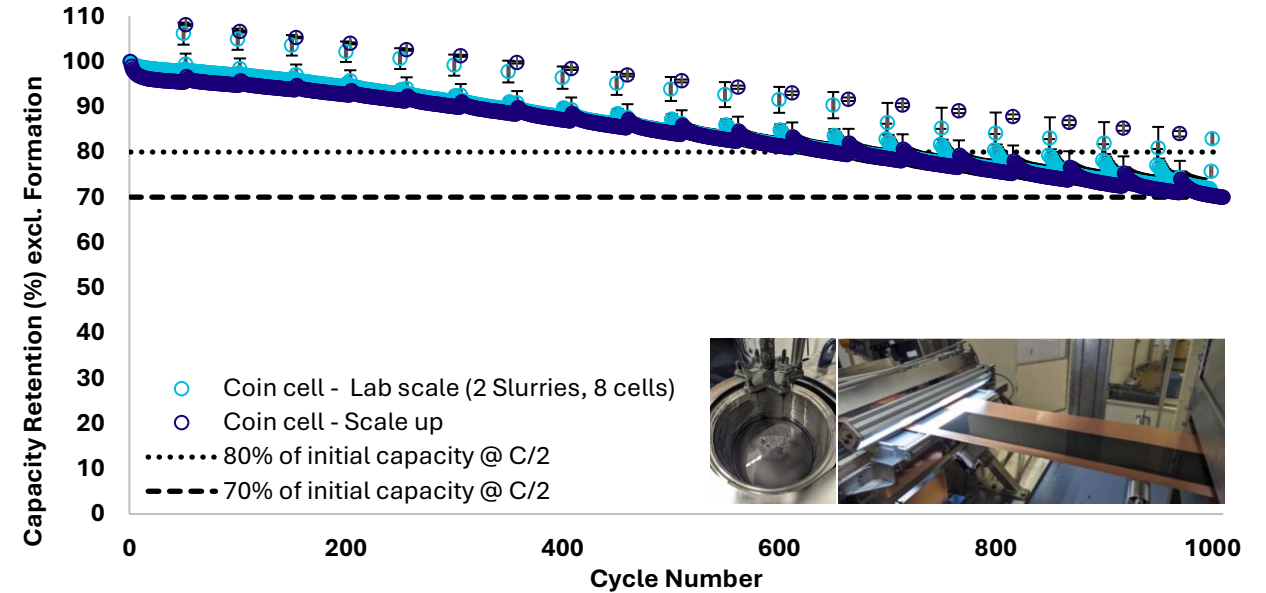 110
100
90
80
70
60
50
40
30
20
10
0
Capacity Retention (%) excl. Formation
Coin cell -  Lab scale (2 Slurries, 8 cells)
Coin cell - Scale up
80% of initial capacity @ C/2
70% of initial capacity @ C/2
0 200 400 600 800 1000
Cycle Number